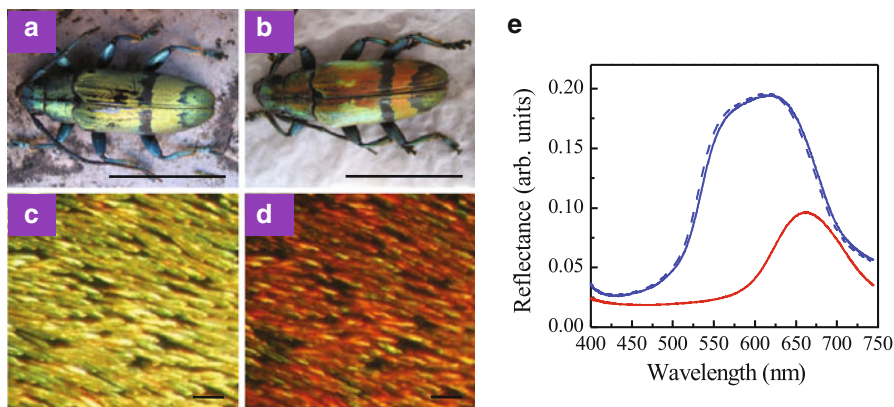 a
b
c
d
e
0.20
0.15
0.10
0.05
0.00
Reflectance (arb. units)
400 450 500 550 600 650 700 750
Wavelength (nm)